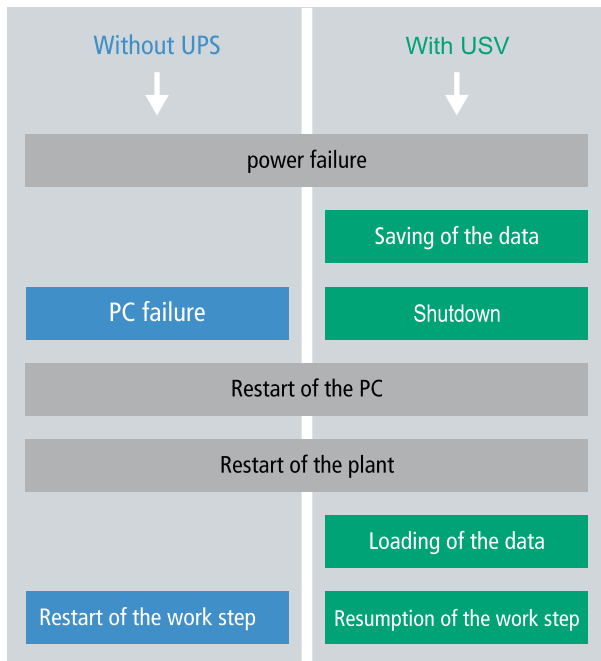 Without UPS
With USV
power failure
Saving of the data
PC failure
Shutdown
Restart of the PC
Restart of the plant
Loading of the data
Restart of the work step
Resumption of the work step